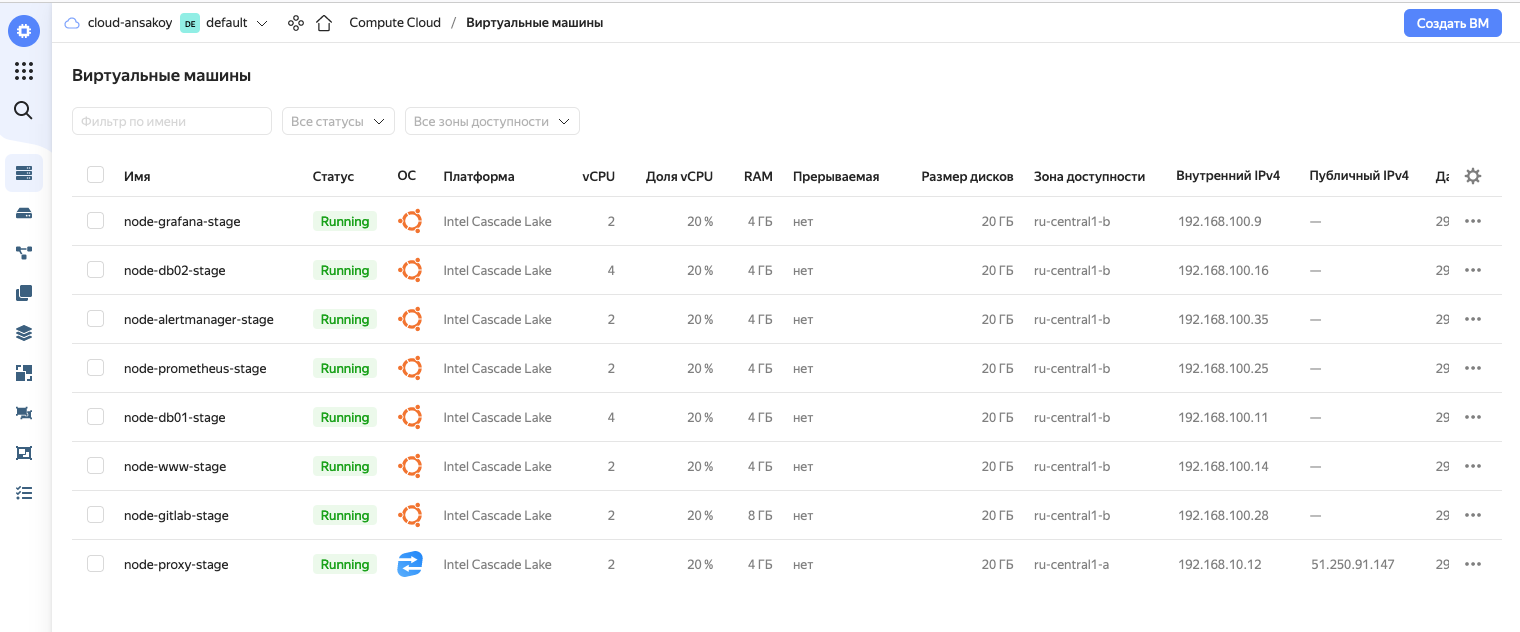 cloud-ansakoy DE default Compute Cloud / Виртуальные машины Создать ВМ
Виртуальные машины
Фильтр по имени Все статусы Все зоны доступности
Имя Статус ОС Платформа vCPU Доля vCPU RAM Прерываемая Размер дисков Зона доступности Внутренний IPv4 Публичный IPv4 Да
node-grafana-stage Running Intel Cascade Lake 2 20 % 4 ГБ нет 20 ГБ ru-central1-b 192.168.100.9 — 29
node-db02-stage Running Intel Cascade Lake 4 20 % 4 ГБ нет 20 ГБ ru-central1-b 192.168.100.16 — 29
node-alertmanager-stage Running Intel Cascade Lake 2 20 % 4 ГБ нет 20 ГБ ru-central1-b 192.168.100.35 — 29
node-prometheus-stage Running Intel Cascade Lake 2 20 % 4 ГБ нет 20 ГБ ru-central1-b 192.168.100.25 — 29
node-db01-stage Running Intel Cascade Lake 4 20 % 4 ГБ нет 20 ГБ ru-central1-b 192.168.100.11 — 29
node-www-stage Running Intel Cascade Lake 2 20 % 4 ГБ нет 20 ГБ ru-central1-b 192.168.100.14 — 29
node-gitlab-stage Running Intel Cascade Lake 2 20 % 8 ГБ нет 20 ГБ ru-central1-b 192.168.100.28 — 29
node-proxy-stage Running Intel Cascade Lake 2 20 % 4 ГБ нет 20 ГБ ru-central1-a 192.168.10.12 51.250.91.147 29